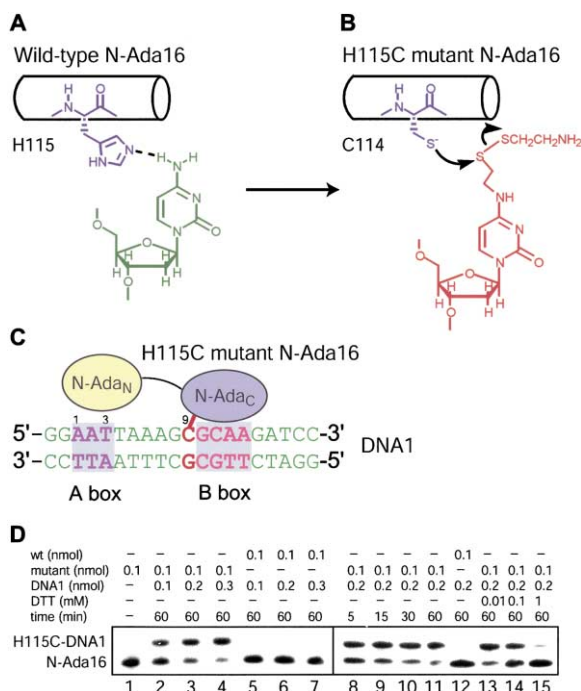 A
Wild-type N-Ada16
H
N
O
H115
N
HN
H
H
N
N
N
O
O
O
H
H
H
H
O
B
H115C mutant N-Ada16
H
N
O
C114
S-
S
SCH2CH2NH2
NH
N
N
O
O
O
H
H
H
H
O
C
H115C mutant N-Ada16
N-AdaN
N-AdaC
1 3 9
5'–GGAATTAAAGCGCAAGATCC–3'
DNA1
3'–CCTTAATTTCGCGTTCTAGG–5'
A box
B box
D
wt (nmol) – – – – 0.1 0.1 0.1 – – – – 0.1 – – –
mutant (nmol) 0.1 0.1 0.1 0.1 – – – 0.1 0.1 0.1 0.1 – 0.1 0.1 0.1
DNA1 (nmol) – 0.1 0.2 0.3 0.1 0.2 0.3 0.2 0.2 0.2 0.2 0.2 0.2 0.2 0.2
DTT (mM) – – – – – – – – – – – – 0.01 0.1 1
time (min) – 60 60 60 60 60 60 5 15 30 60 60 60 60 60
H115C-DNA1
N-Ada16
1 2 3 4 5 6 7 8 9 10 11 12 13 14 15